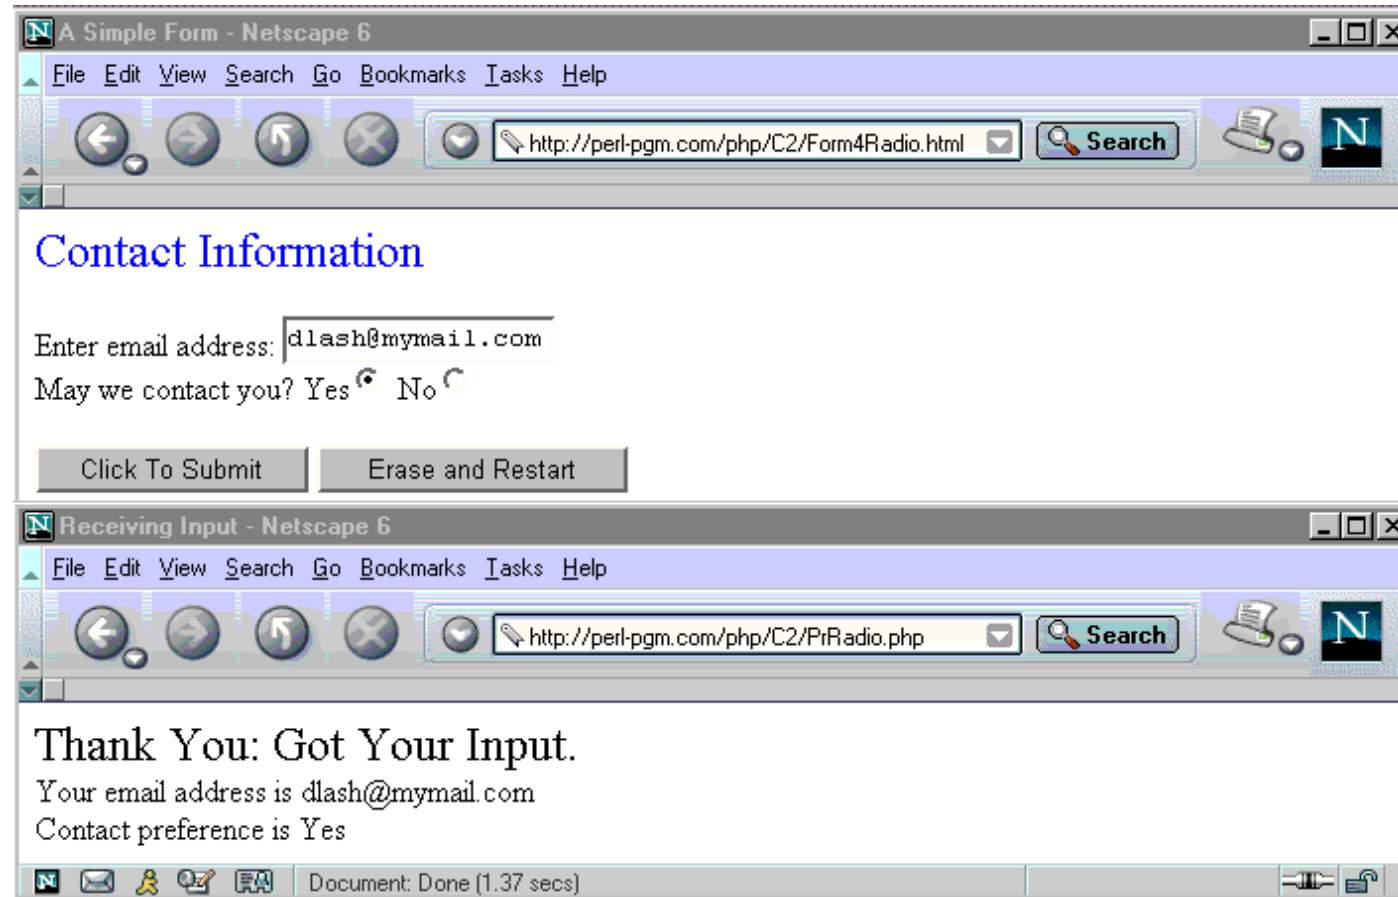 N A Simple Form - Netscape 6
File Edit View Search Go Bookmarks Tasks Help
http://perl-pgm.com/php/C2/Form4Radio.html Search N
Contact Information
Enter email address: dlash@mymail.com
May we contact you? Yes No
Click To Submit Erase and Restart
N Receiving Input - Netscape 6
File Edit View Search Go Bookmarks Tasks Help
http://perl-pgm.com/php/C2/PrRadio.php Search N
Thank You: Got Your Input.
Your email address is dlash@mymail.com
Contact preference is Yes
N Document: Done (1.37 secs)